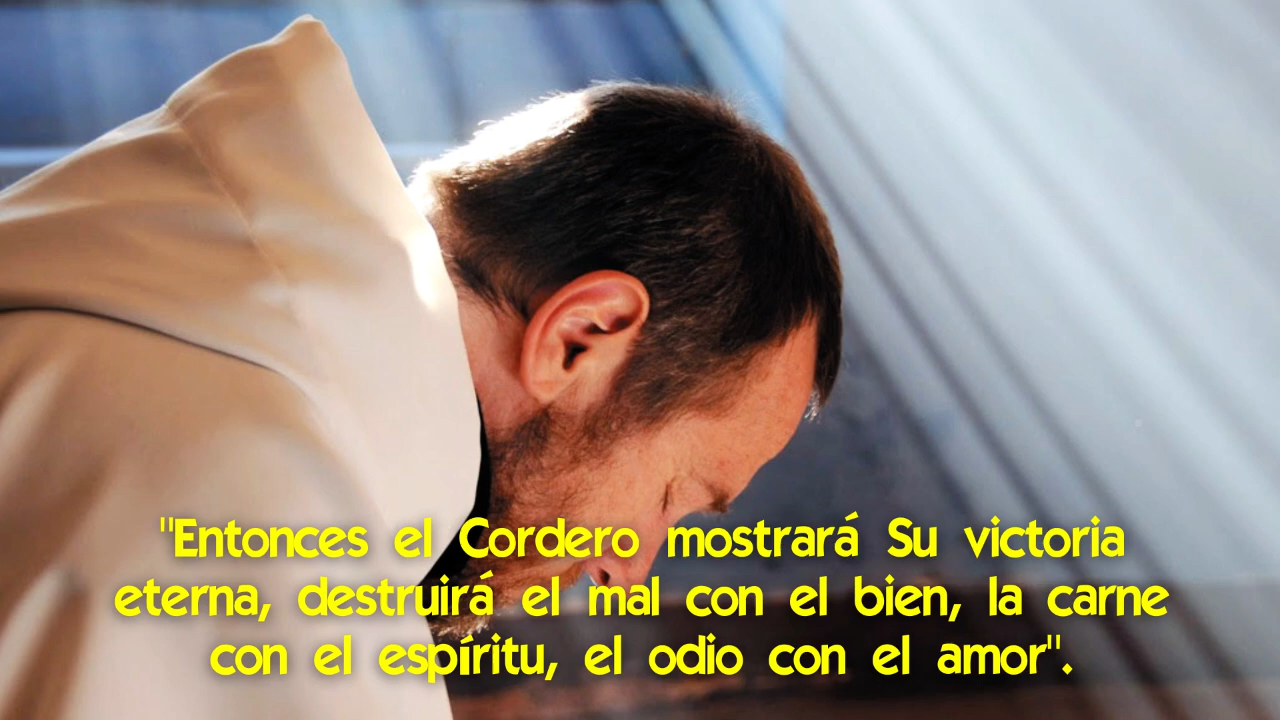 "Entonces el Cordero mostrará Su victoria
eterna, destruirá el mal con el bien, la carne
con el espíritu, el odio con el amor".